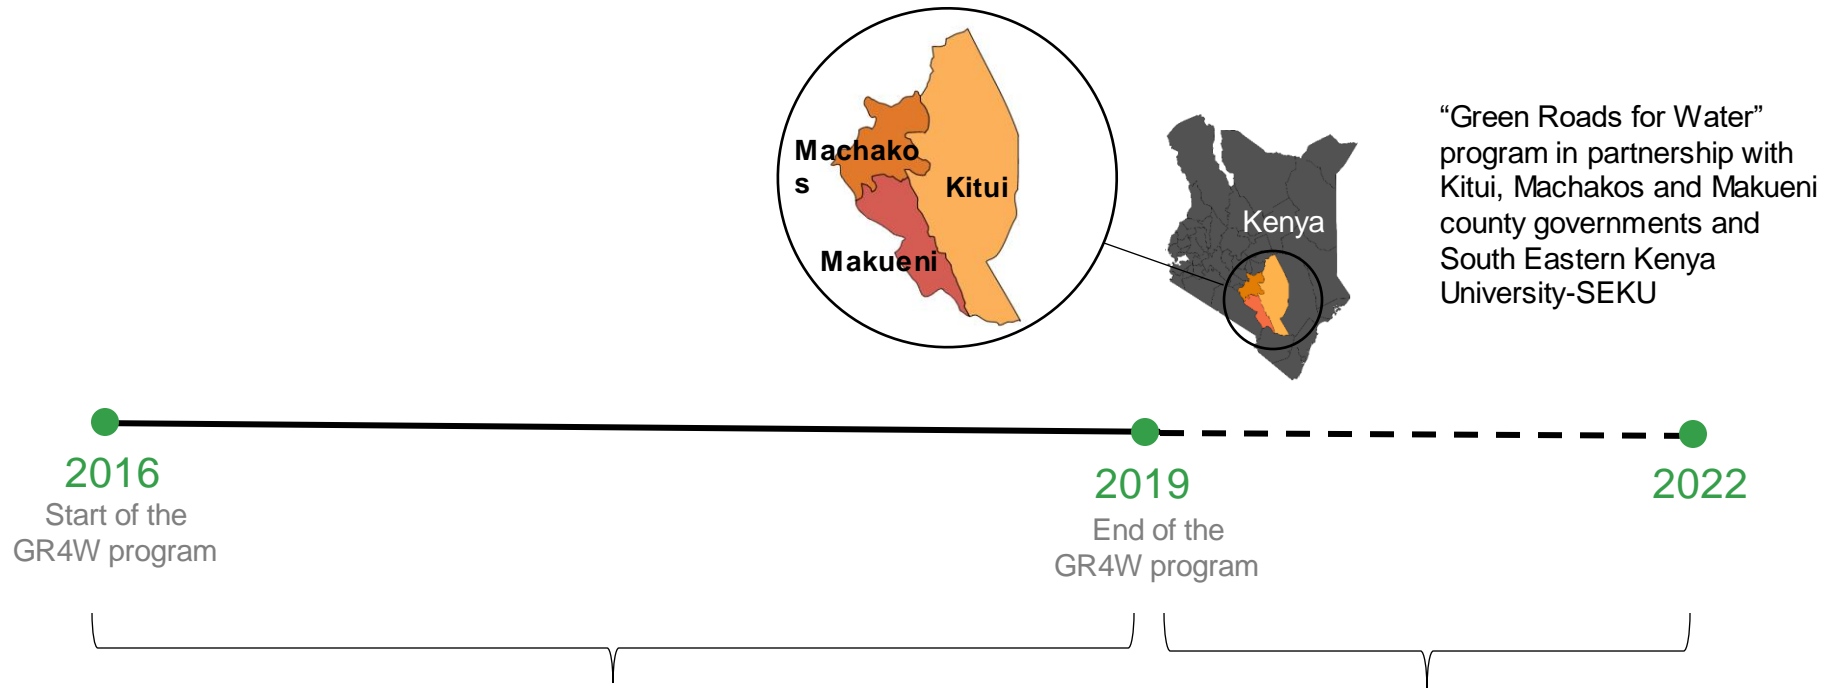 Machako
s
Kitui
Makueni
Kenya
“Green Roads for Water”
program in partnership with
Kitui, Machakos and Makueni
county governments and
South Eastern Kenya
University-SEKU
2016
Start of the
GR4W program
2019
End of the
GR4W program
2022